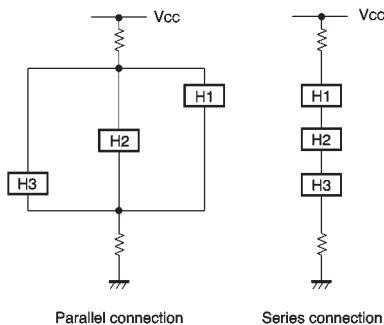 Vcc
Vcc
H1
H1
H2
H2
H3
H3
Parallel connection
Series connection